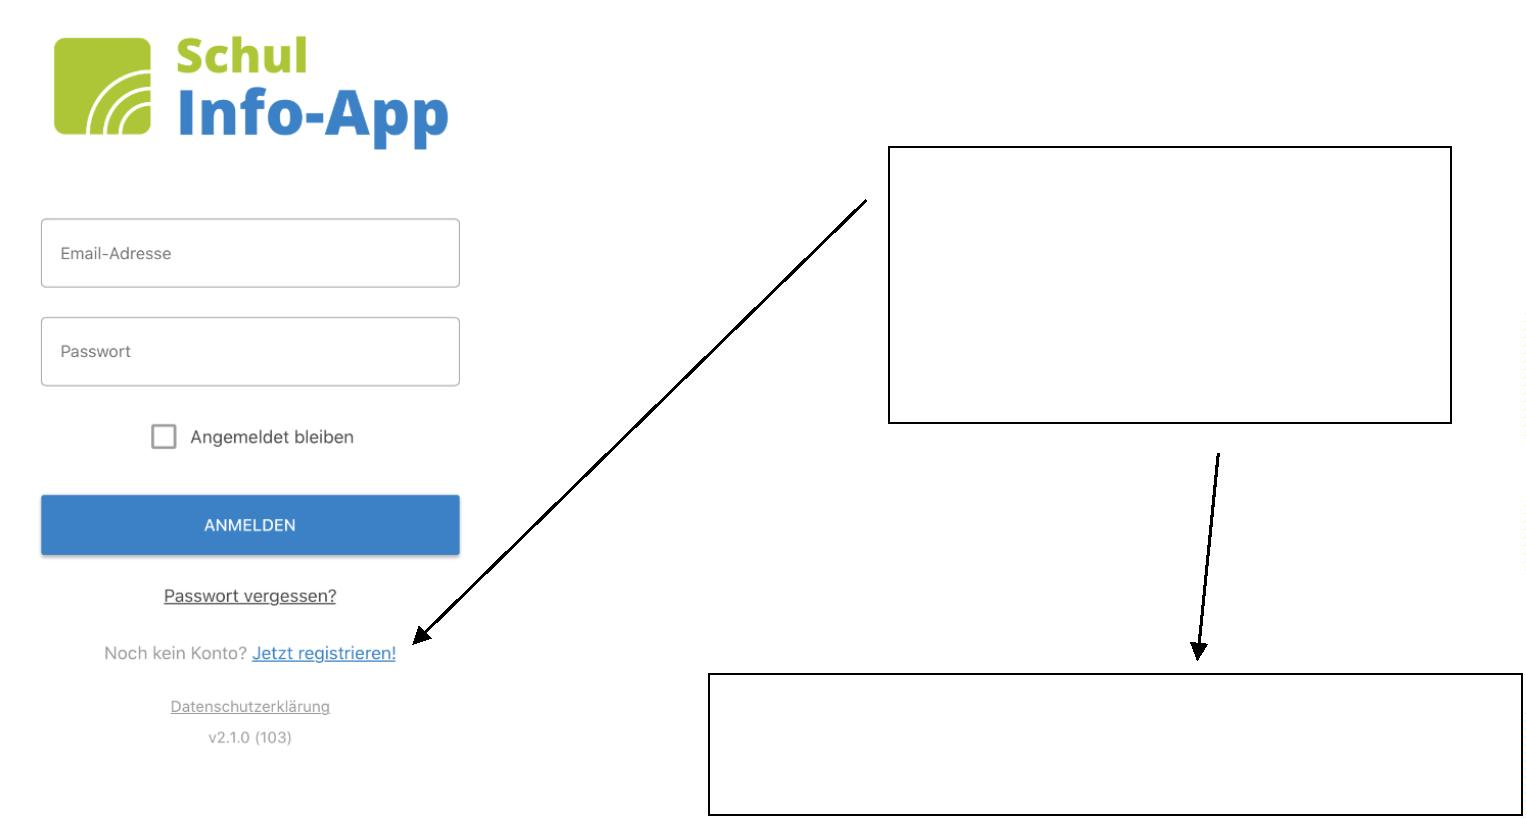 Schul
Info-App
Email-Adresse
Passwort
Angemeldet bleiben
ANMELDEN
Passwort vergessen?
Noch kein Konto? Jetzt registrieren!
Datenschutzerklärung
v2.1.0 (103)